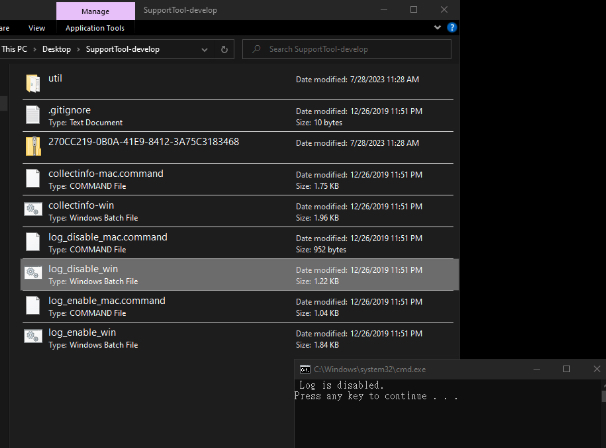 Manage
SupportTool-develop
are
View
Application Tools
This PC
Desktop
SupportTool-develop
Search SupportTool-develop
util
Date modified: 7/28/2023 11:28 AM
.gitignore
Date modified: 12/26/2019 11:51 PM
Type: Text Document
Size: 10 bytes
270CC219-0B0A-41E9-8412-3A75C3183468
Date modified: 7/28/2023 11:28 AM
collectinfo-mac.command
Date modified: 12/26/2019 11:51 PM
Type: COMMAND File
Size: 1.75 KB
collectinfo-win
Date modified: 12/26/2019 11:51 PM
Type: Windows Batch File
Size: 1.96 KB
log_disable_mac.command
Date modified: 12/26/2019 11:51 PM
Type: COMMAND File
Size: 952 bytes
log_disable_win
Date modified: 12/26/2019 11:51 PM
Type: Windows Batch File
Size: 1.22 KB
log_enable_mac.command
Date modified: 12/26/2019 11:51 PM
Type: COMMAND File
Size: 1.04 KB
log_enable_win
Date modified: 12/26/2019 11:51 PM
Type: Windows Batch File
Size: 1.84 KB
C:\Windows\system32\cmd.exe
Log is disabled.
Press any key to continue . . .